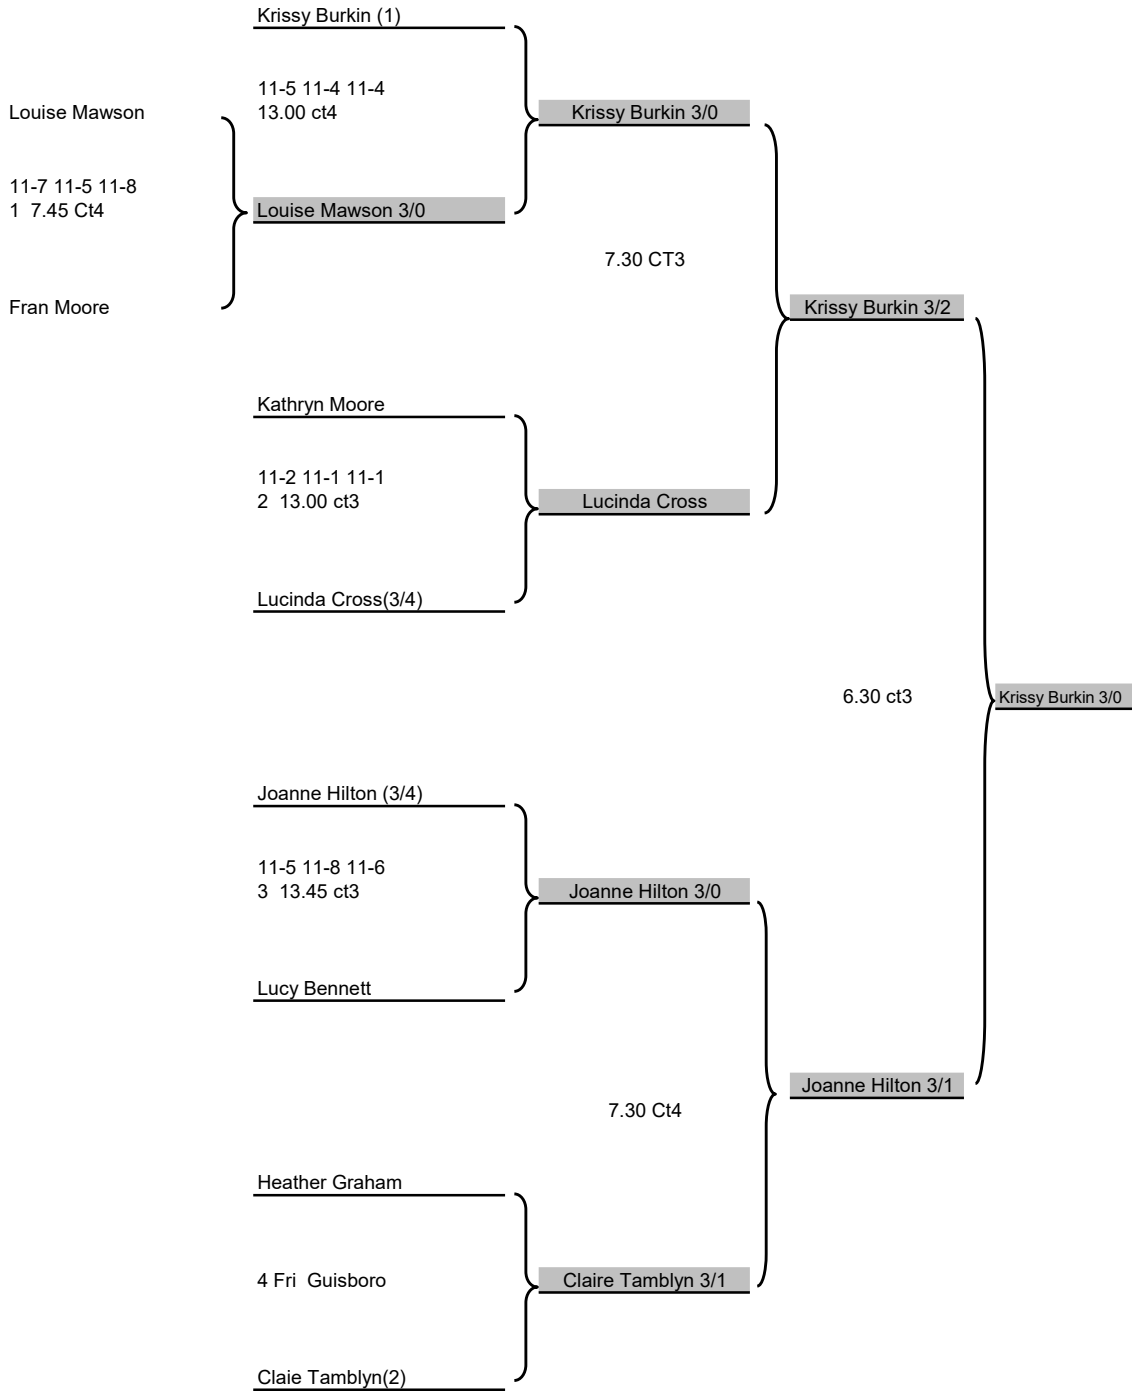 Krissy Burkin (1)
11-5 11-4 11-4
Louise Mawson
13.00 ct4
Krissy Burkin 3/0
11-7 11-5 11-8
1  7.45 Ct4
Louise Mawson 3/0
7.30 CT3
Fran Moore
Krissy Burkin 3/2
Kathryn Moore
11-2 11-1 11-1
2  13.00 ct3
Lucinda Cross
Lucinda Cross(3/4)
6.30 ct3
Krissy Burkin 3/0
Joanne Hilton (3/4)
11-5 11-8 11-6
3  13.45 ct3
Joanne Hilton 3/0
Lucy Bennett
Joanne Hilton 3/1
7.30 Ct4
Heather Graham
4 Fri  Guisboro
Claire Tamblyn 3/1
Claie Tamblyn(2)